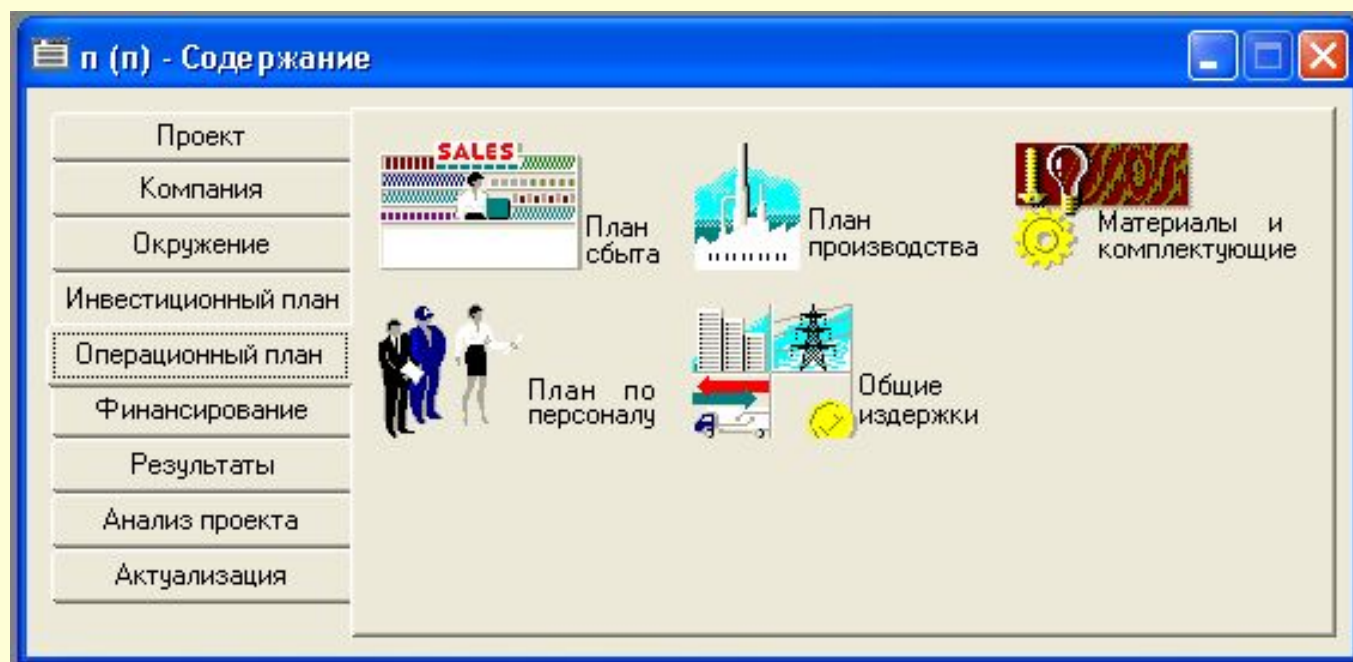 п (п) - Содержание
Проект
Компания
Окружение
Инвестиционный план
Операционный план
Финансирование
Результаты
Анализ проекта
Актуализация
SALES
План
сбыта
План
производства
Материалы и
комплектующие
План по
персоналу
Общие
издержки